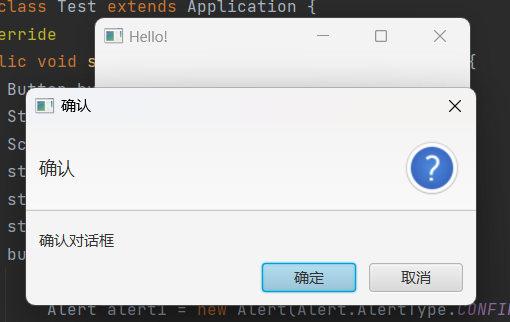 class Test extends Application {
Hello!
erride
lic void s
{
Button bu
确认
St
Sc
确认
st
st
确认对话框
st
bu
确定
取消
Alert alert1 = new Alert(Alert.AlertType.CONFI